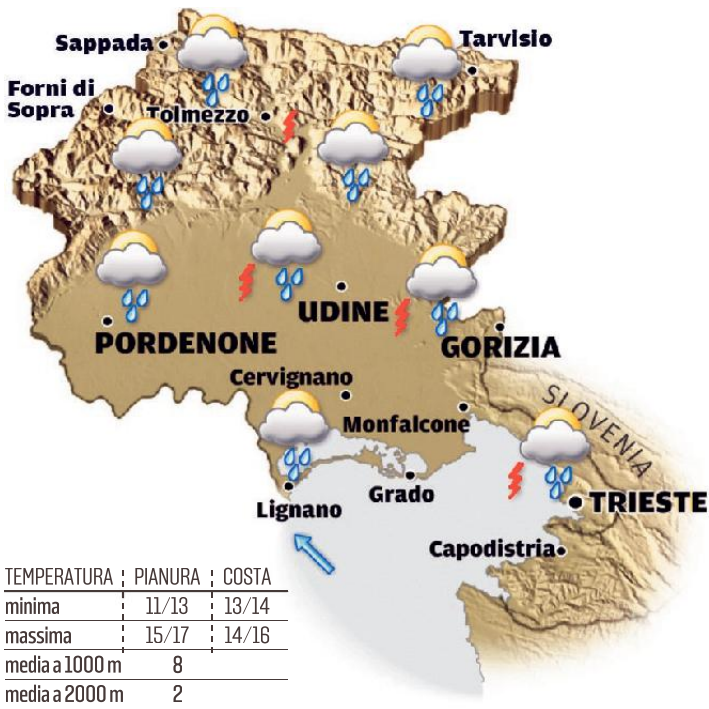 Sappada
Tarvisio
Forni di
Sopra
Tolmezzo
UDINE
PORDENONE
GORIZIA
Cervignano
SLOVENIA
Monfalcone
Grado
TRIESTE
Lignano
Capodistria
TEMPERATURA PIANURA COSTA
minima 11/13 13/14
massima 15/17 14/16
media a 1000 m 8
media a 2000 m 2